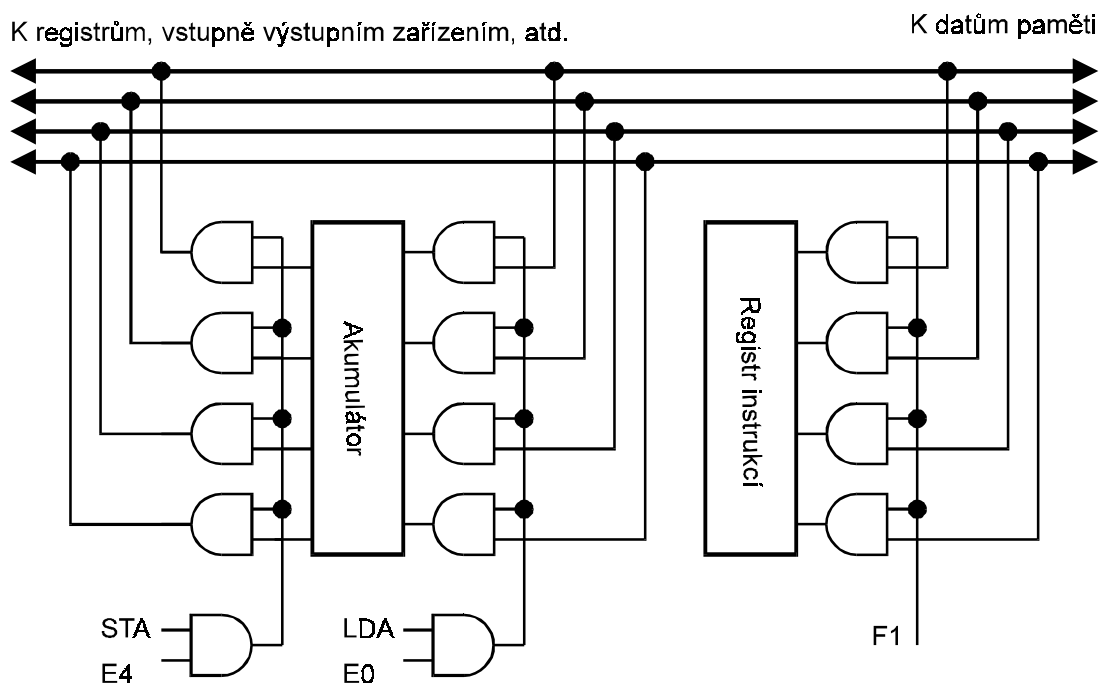 K registrům, vstupně výstupním zařízením, atd.
K datům paměti
Akumulátor
Registr instrukcí
STA
E4
LDA
E0
F1